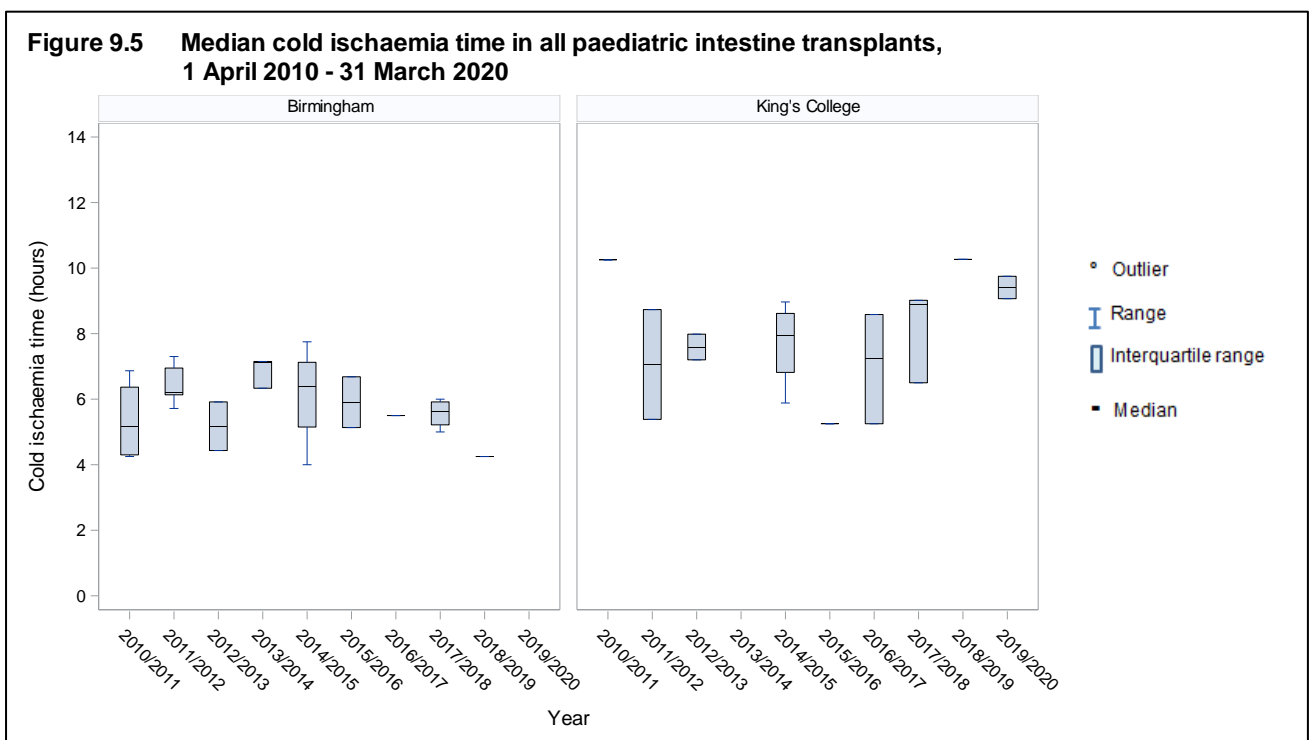 Figure 9.5 Median cold ischaemia time in all paediatric intestine transplants,
1 April 2010 - 31 March 2020
Birmingham
King's College
Cold ischaemia time (hours)
14
12
10
8
6
4
2
0
2010/2011
2011/2012
2012/2013
2013/2014
2014/2015
2015/2016
2016/2017
2017/2018
2018/2019
2019/2020
2010/2011
2011/2012
2012/2013
2013/2014
2014/2015
2015/2016
2016/2017
2017/2018
2018/2019
2019/2020
Year
Outlier
Range
Interquartile range
Median